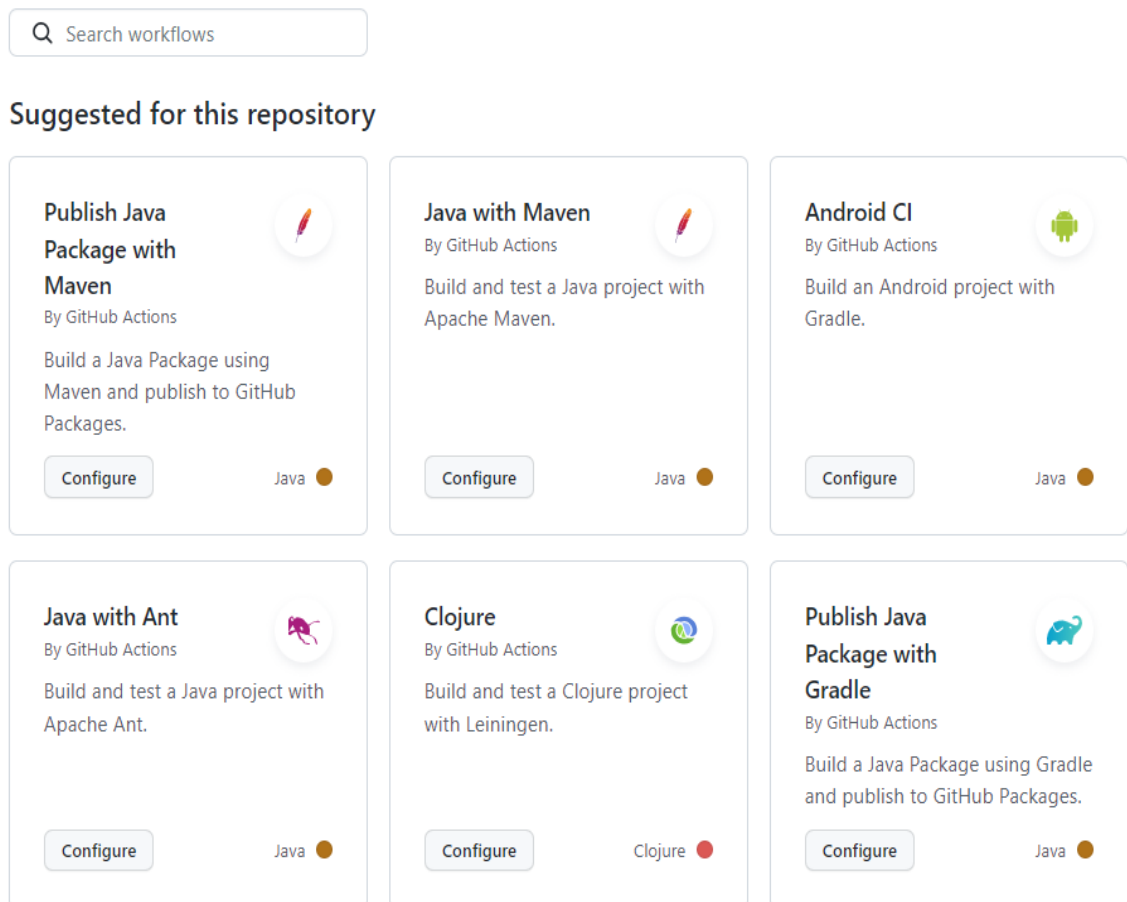 Search workflows
Suggested for this repository
Publish Java
Package with
Maven
By GitHub Actions
Build a Java Package using
Maven and publish to GitHub
Packages.
Configure
Java
Java with Maven
By GitHub Actions
Build and test a Java project with
Apache Maven.
Configure
Java
Android CI
By GitHub Actions
Build an Android project with
Gradle.
Configure
Java
Java with Ant
By GitHub Actions
Build and test a Java project with
Apache Ant.
Configure
Java
Clojure
By GitHub Actions
Build and test a Clojure project
with Leiningen.
Configure
Clojure
Publish Java
Package with
Gradle
By GitHub Actions
Build a Java Package using Gradle
and publish to GitHub Packages.
Configure
Java